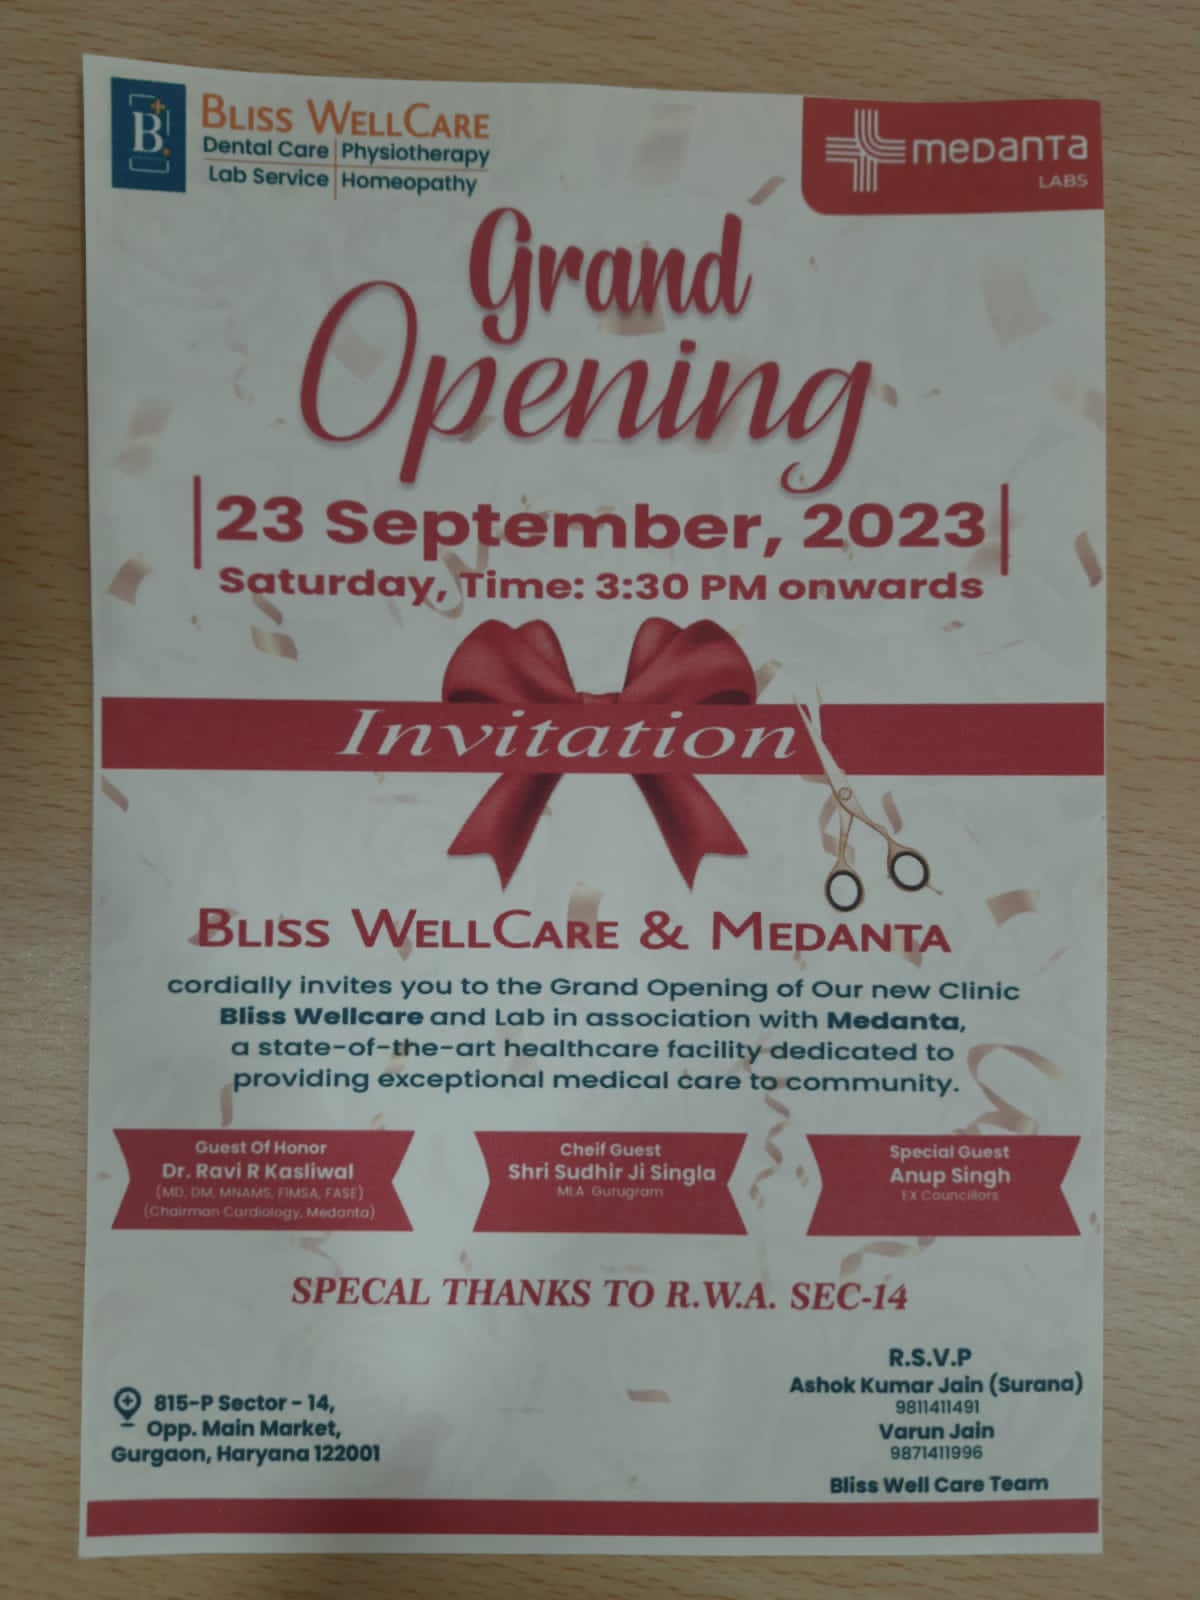 B
BLISS WELLCARE
Dental Care | Physiotherapy
Lab Service | Homeopathy
meDanTa
LABS
Grand
Opening
23 September, 2023
Saturday, Time: 3:30 PM onwards
Invitation
BLISS WELLCARE & MEDANTA
cordially invites you to the Grand Opening of Our new Clinic
Bliss Wellcare and Lab in association with Medanta,
a state-of-the-art healthcare facility dedicated to
providing exceptional medical care to community.
Guest Of Honor
Dr. Ravi R Kasliwal
(MD, DM, MNAMS, FIMSA, FASE)
(Chairman Cardiology, Medanta)
Cheif Guest
Shri Sudhir Ji Singla
MLA Gurugram
Special Guest
Anup Singh
EX Councillors
SPECAL THANKS TO R.W.A. SEC-14
815-P Sector - 14,
Opp. Main Market,
Gurgaon, Haryana 122001
R.S.V.P
Ashok Kumar Jain (Surana)
9811411491
Varun Jain
9871411996
Bliss Well Care Team